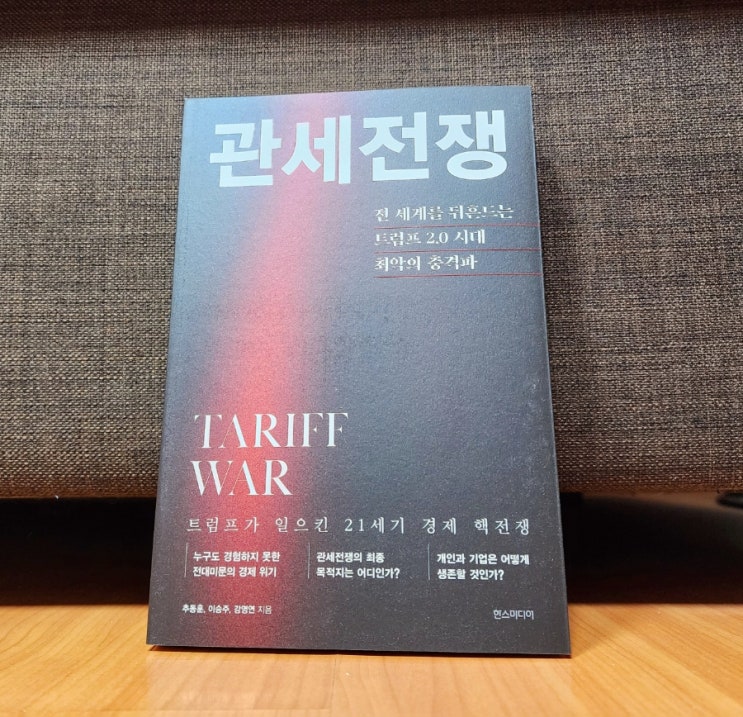 관세전쟁
전 세계를 뒤흔드는
트럼프 2.0 시대
최악의 충격파
TARIFF
WAR
트럼프가 일으킨 21세기 경제 핵전쟁
누구도 경험하지 못한
전대미문의 경제 위기
관세전쟁의 최종
목적지는 어디인가?
개인과 기업은 어떻게
생존할 것인가?
추동훈, 이승주, 강영연 지음
한스미디어